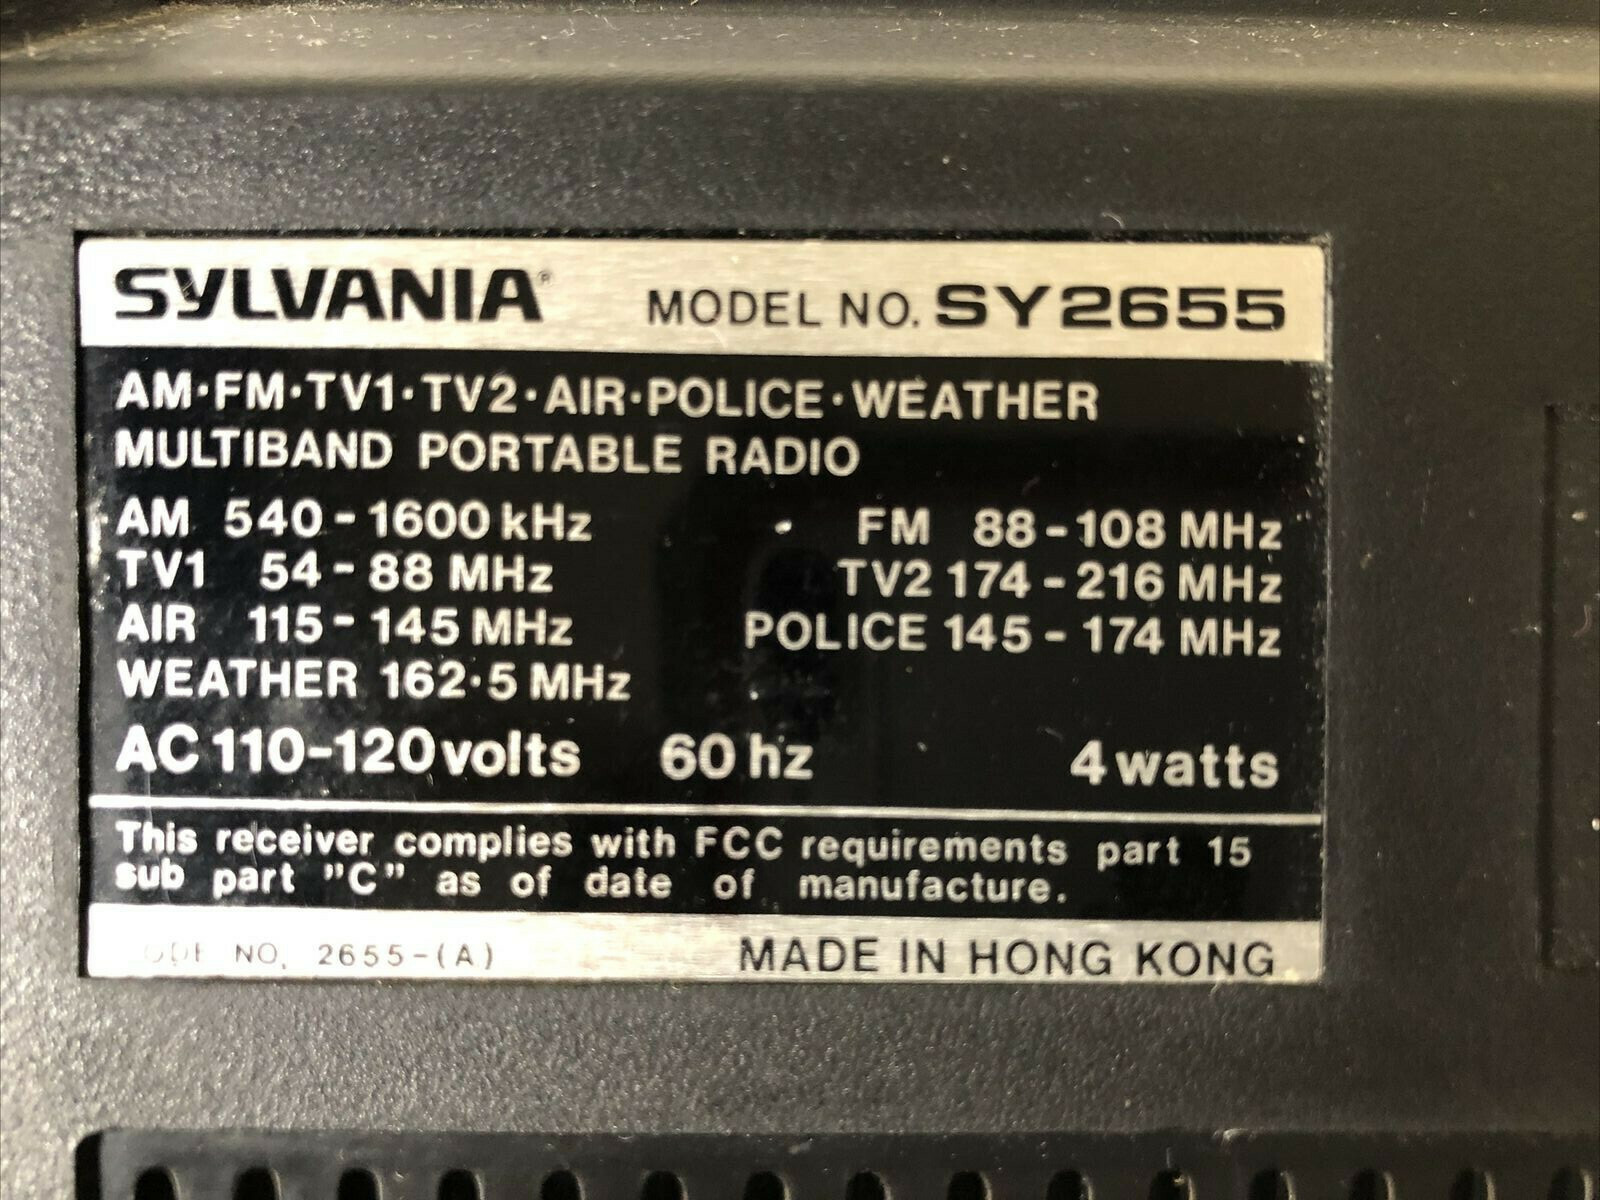 SYLVANIA® MODEL NO. SY2655
AM·FM·TV1·TV2·AIR·POLICE·WEATHER
MULTIBAND PORTABLE RADIO
AM 540-1600 kHz FM 88-108 MHz
TV1 54-88 MHz TV2 174-216 MHz
AIR 115-145 MHz POLICE 145-174 MHz
WEATHER 162·5 MHz
AC 110-120 volts 60 hz 4 watts
This receiver complies with FCC requirements part 15
sub part "C" as of date of manufacture.
NO. 2655-(A) MADE IN HONG KONG